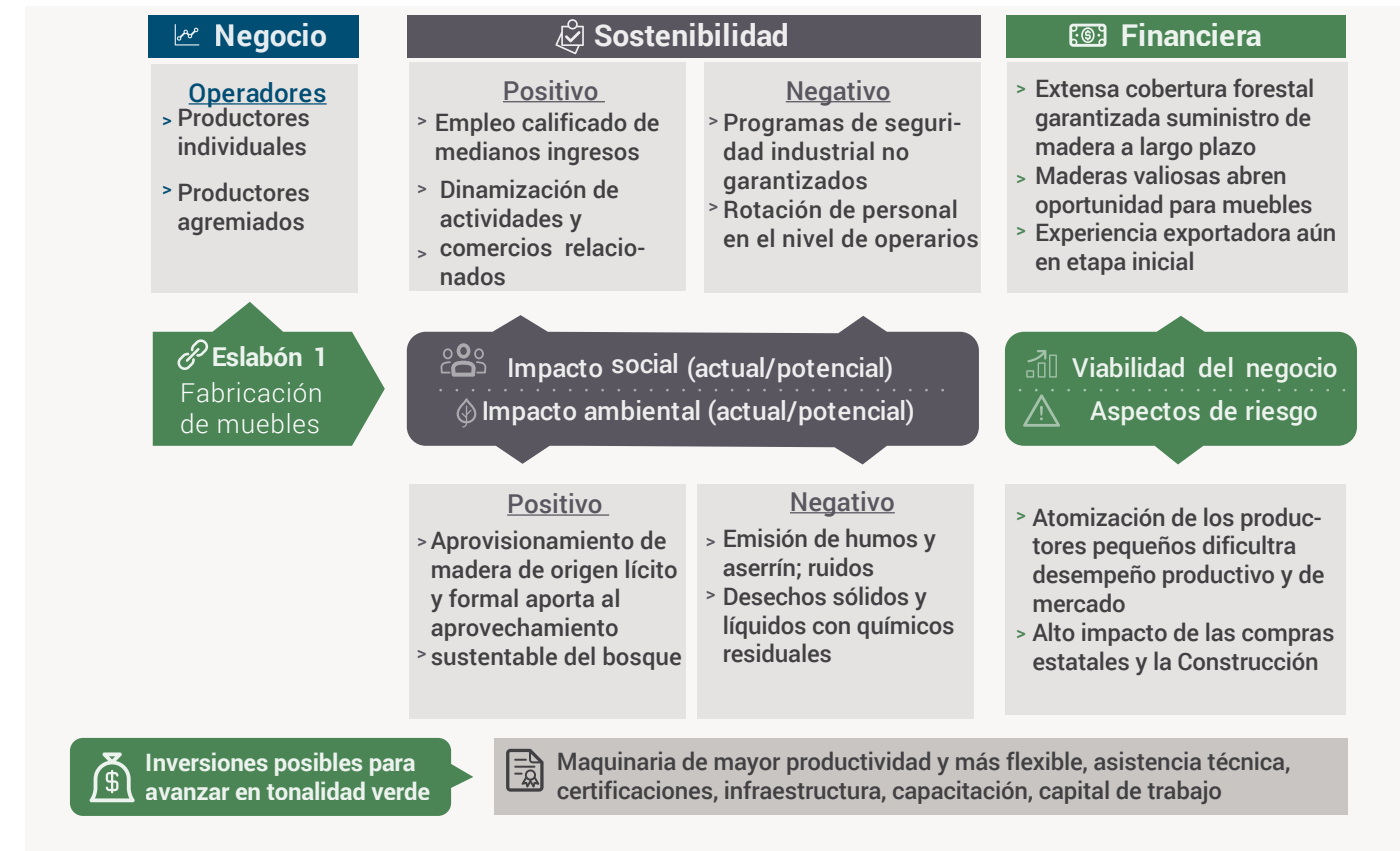 Negocio
Sostenibilidad
Financiera
Operadores
> Productores
individuales
> Productores
agremiados
Positivo
> Empleo calificado de
medianos ingresos
> Dinamización de
actividades y
> comercios relacio-
nados
Negativo
> Programas de seguri-
dad industrial no
garantizados
> Rotación de personal
en el nivel de operarios
> Extensa cobertura forestal
garantizada suministro de
madera a largo plazo
> Maderas valiosas abren
oportunidad para muebles
> Experiencia exportadora aún
en etapa inicial
Eslabón 1
Fabricación
de muebles
Impacto social (actual/potencial)
Impacto ambiental (actual/potencial)
Viabilidad del negocio
Aspectos de riesgo
Positivo
> Aprovisionamiento de
madera de origen lícito
y formal aporta al
aprovechamiento
> sustentable del bosque
Negativo
> Emisión de humos y
aserrín; ruidos
> Desechos sólidos y
líquidos con químicos
residuales
> Atomización de los produc-
tores pequeños dificultra
desempeño productivo y de
mercado
> Alto impacto de las compras
estatales y la Construcción
$
Inversiones posibles para
avanzar en tonalidad verde
Maquinaria de mayor productividad y más flexible, asistencia técnica,
certificaciones, infraestructura, capacitación, capital de trabajo